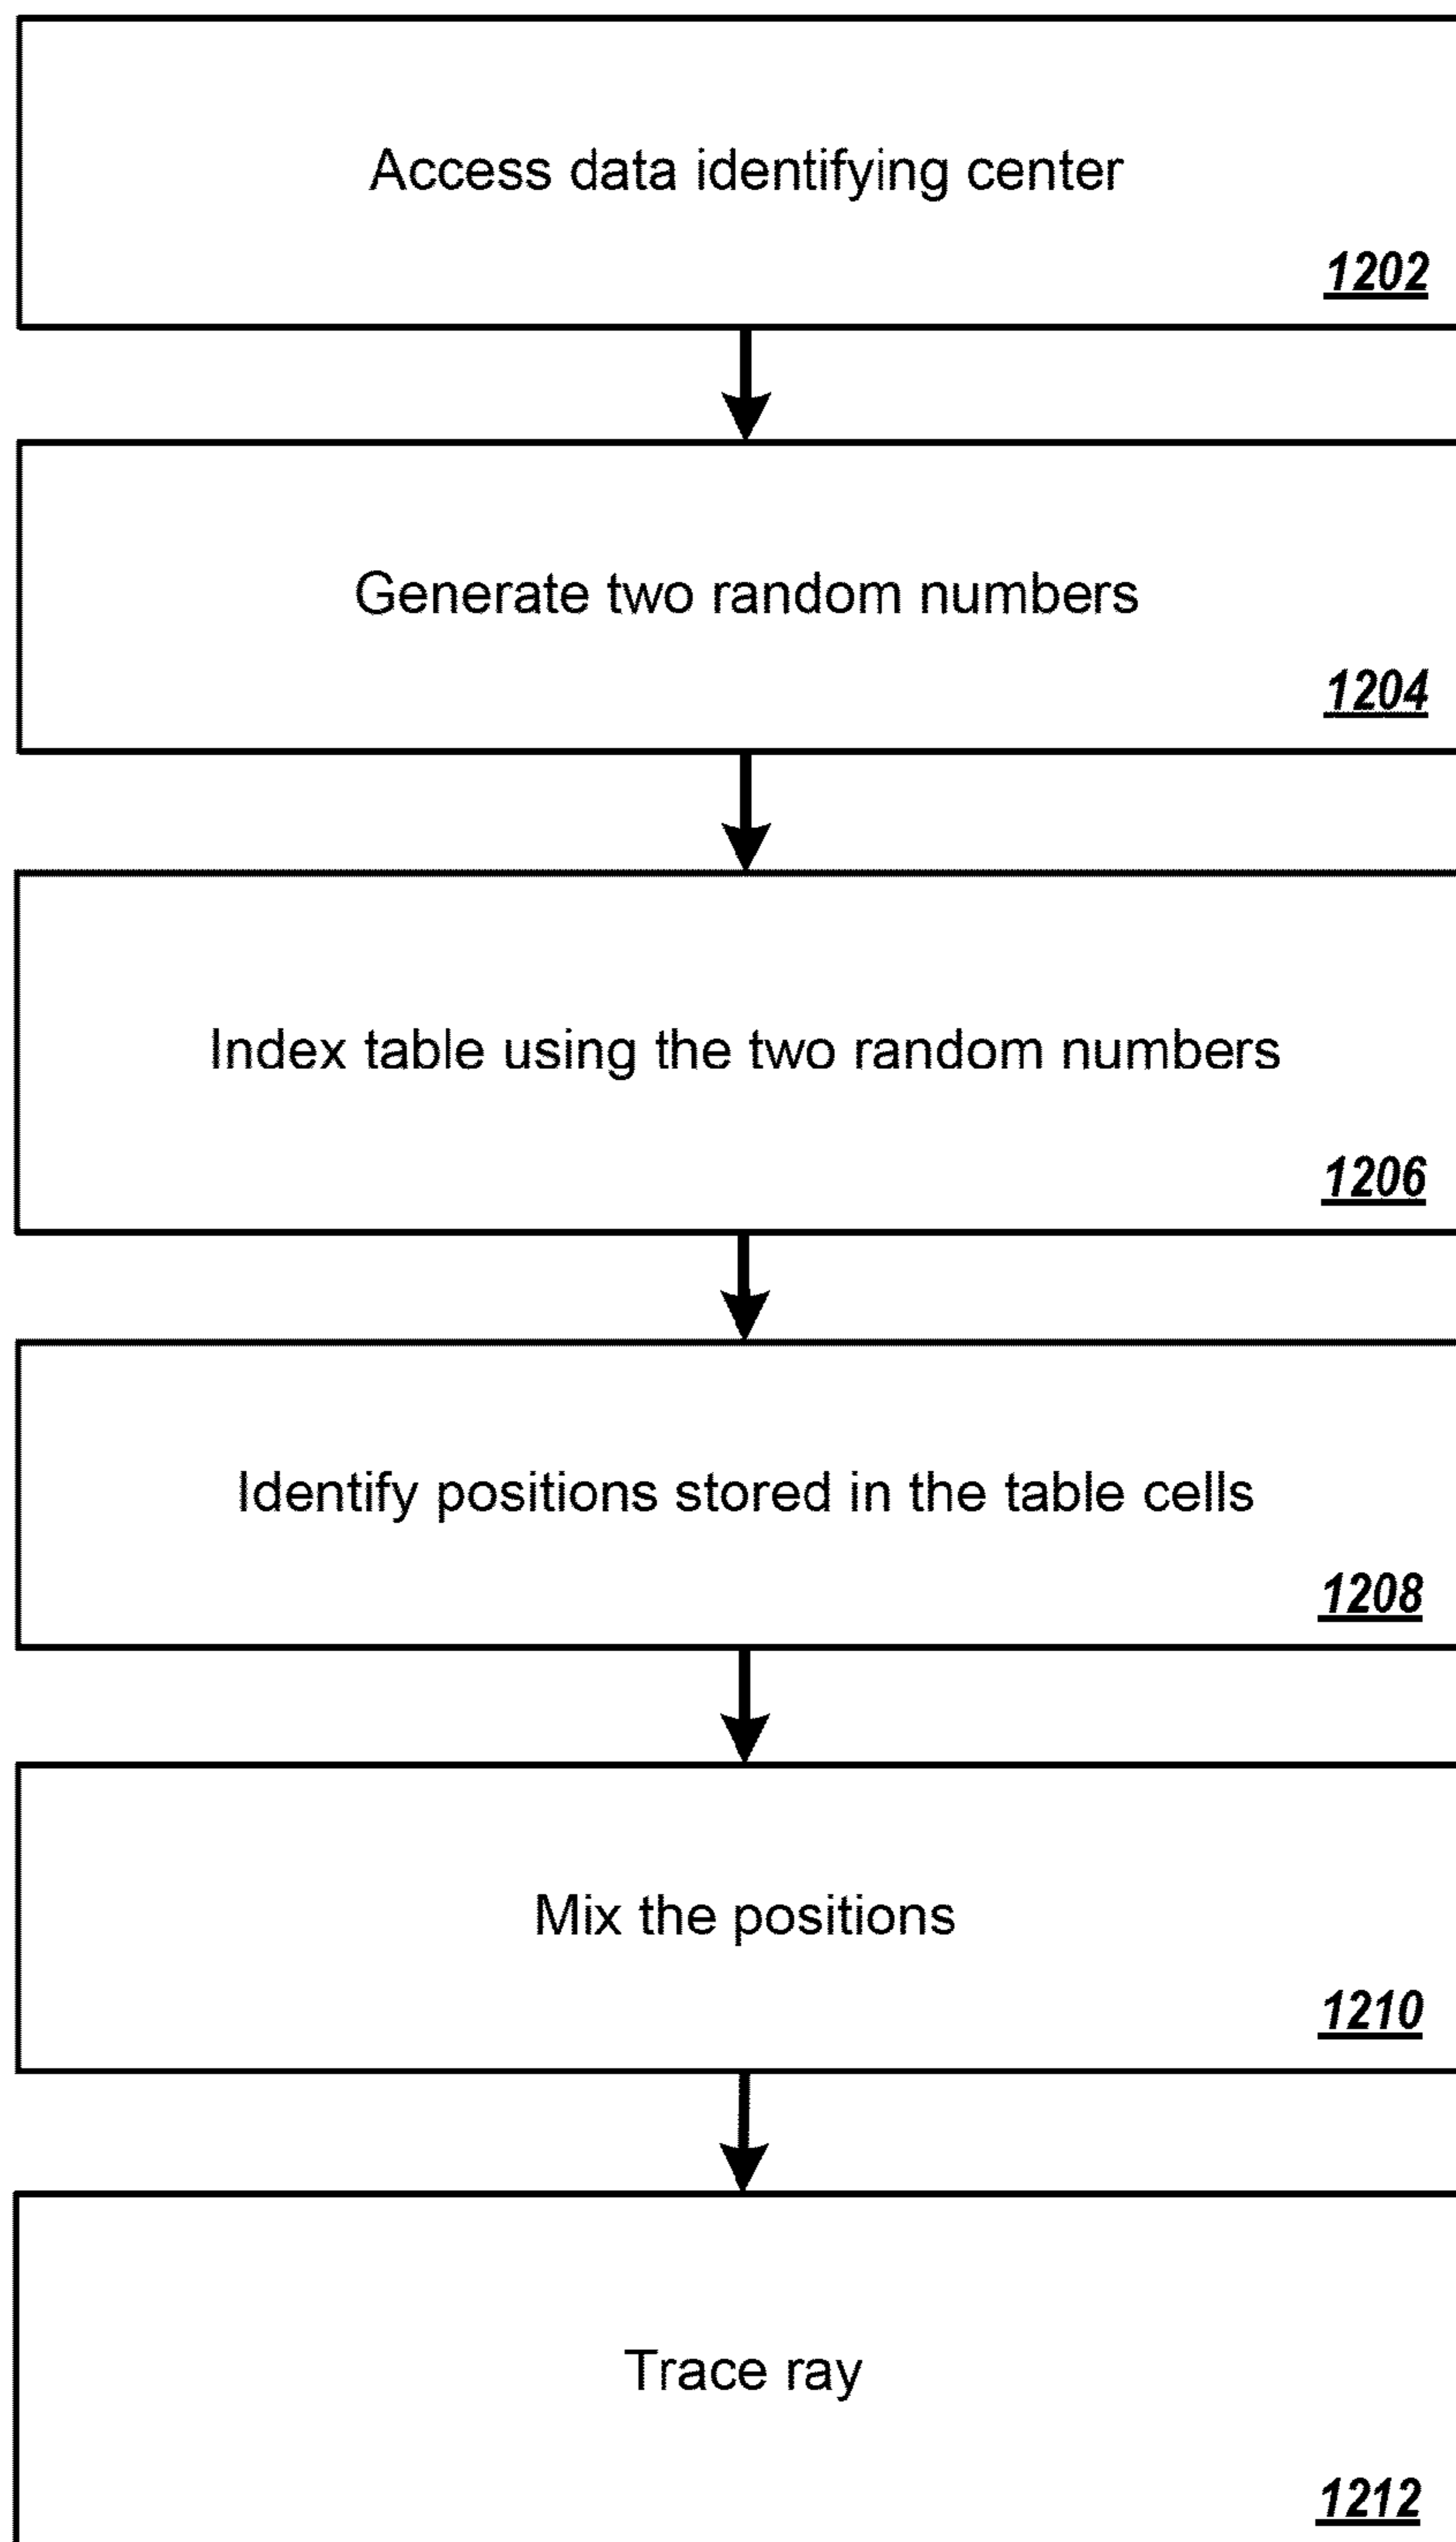 Access data identifying center
1202
Generate two random numbers
1204
Index table using the two random numbers
1206
Identify positions stored in the table cells
1208
Mix the positions
1210
Trace ray
1212